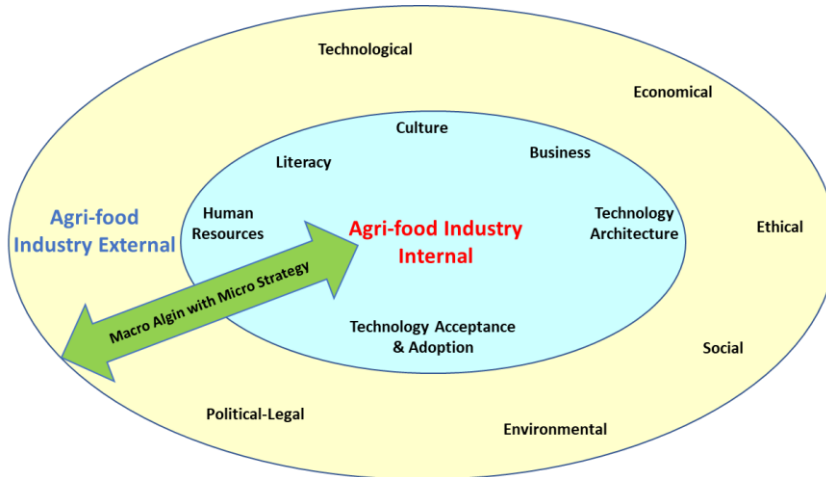 Technological
Economical
Culture
Business
Literacy
Agri-food
Industry External
Human
Resources
Agri-food Industry
Internal
Technology
Architecture
Ethical
Macro Algin with Micro Strategy
Technology Acceptance
& Adoption
Social
Political-Legal
Environmental